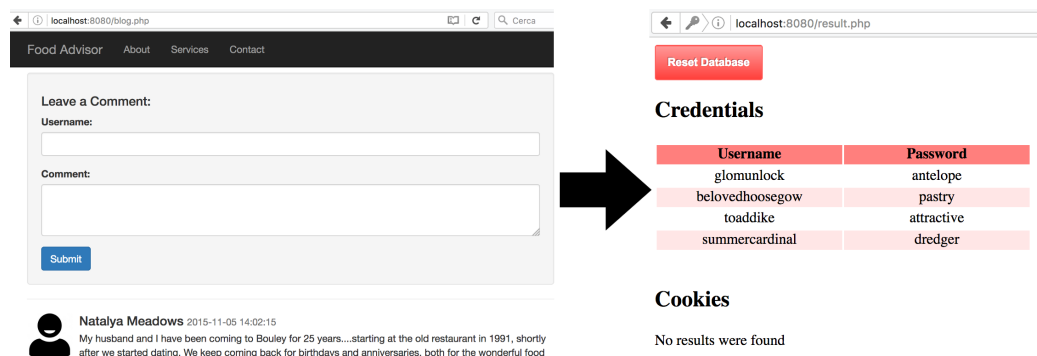 localhost:8080/blog.php
Cerca
Food Advisor About Services Contact
Leave a Comment:
Username:
Comment:
Submit
Natalya Meadows 2015-11-05 14:02:15
My husband and I have been coming to Bouley for 25 years....starting at the old restaurant in 1991, shortly
after we started dating. We keep coming back for birthdays and anniversaries, both for the wonderful food
localhost:8080/result.php
Reset Database
Credentials
Username Password
glomunlock antelope
belovedhoosegow pastry
toaddike attractive
summercardinal dredger
Cookies
No results were found